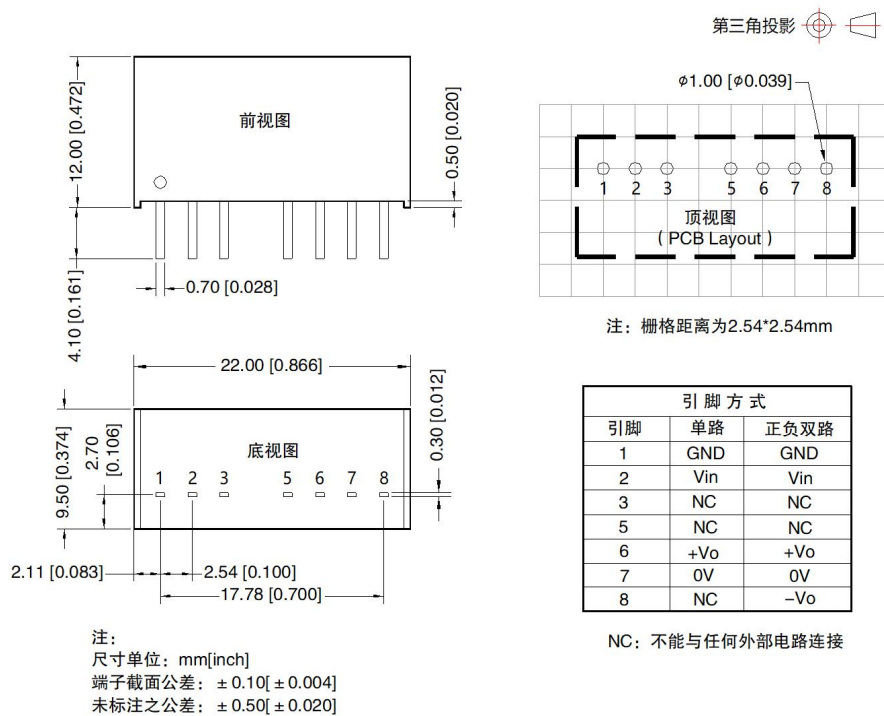 第三角投影
12.00 [0.472]
前视图
0.50 [0.020]
4.10 [0.161]
0.70 [0.028]
φ1.00 [φ0.039]
1 2 3 5 6 7 8
顶视图
( PCB Layout )
注：栅格距离为2.54*2.54mm
22.00 [0.866]
9.50 [0.374]
2.70
[0.106]
底视图
0.30 [0.012]
1 2 3 5 6 7 8
2.11 [0.083]
2.54 [0.100]
17.78 [0.700]
注：
尺寸单位：mm[inch]
端子截面公差：±0.10[±0.004]
未标注之公差：±0.50[±0.020]
引脚方式
引脚 单路 正负双路
1 GND GND
2 Vin Vin
3 NC NC
5 NC NC
6 +Vo +Vo
7 0V 0V
8 NC −Vo
NC：不能与任何外部电路连接